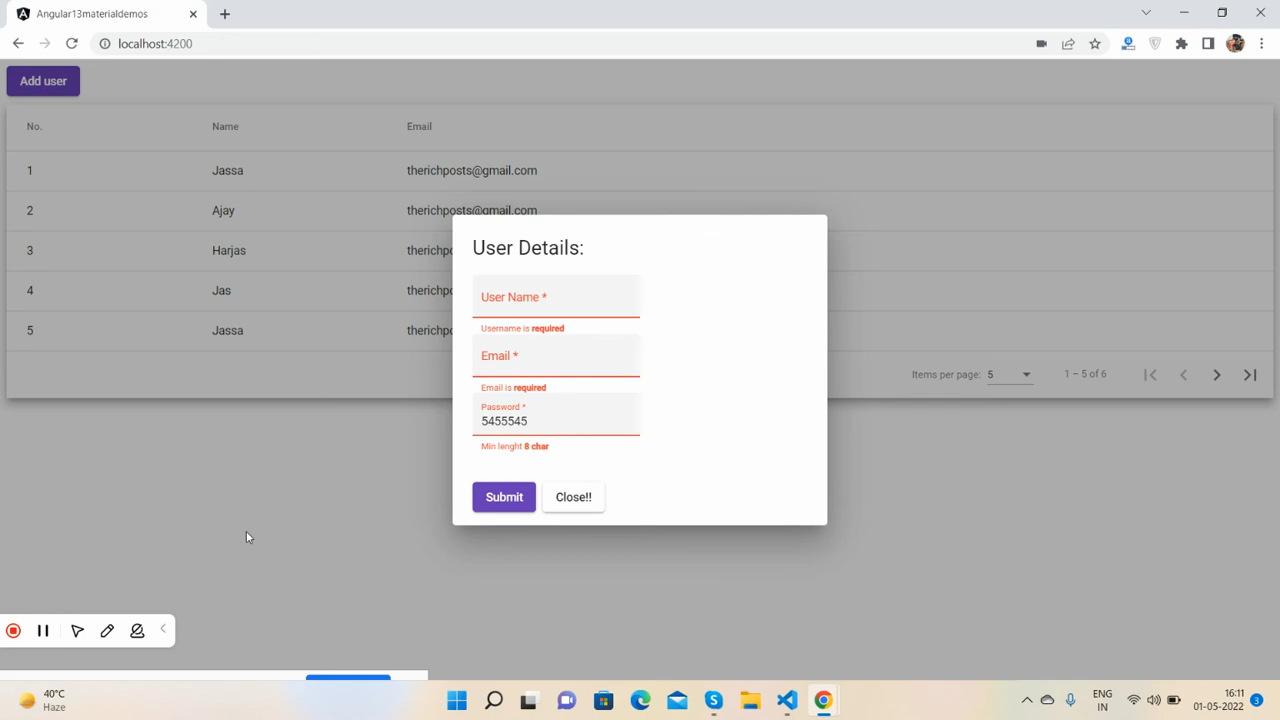 Angular13materialdemos
localhost:4200
Add user
No. Name Email
1 Jassa therichposts@gmail.com
2 Ajay therichposts@gmail.com
3 Harjas
4 Jas
5 Jassa
Items per page: 5 1 – 5 of 6
User Details:
User Name *
Username is required
Email *
Email is required
Password *
5455545
Min lenght 8 char
Submit Close!!
40°C
Haze
ENG
IN
16:11
01-05-2022
3